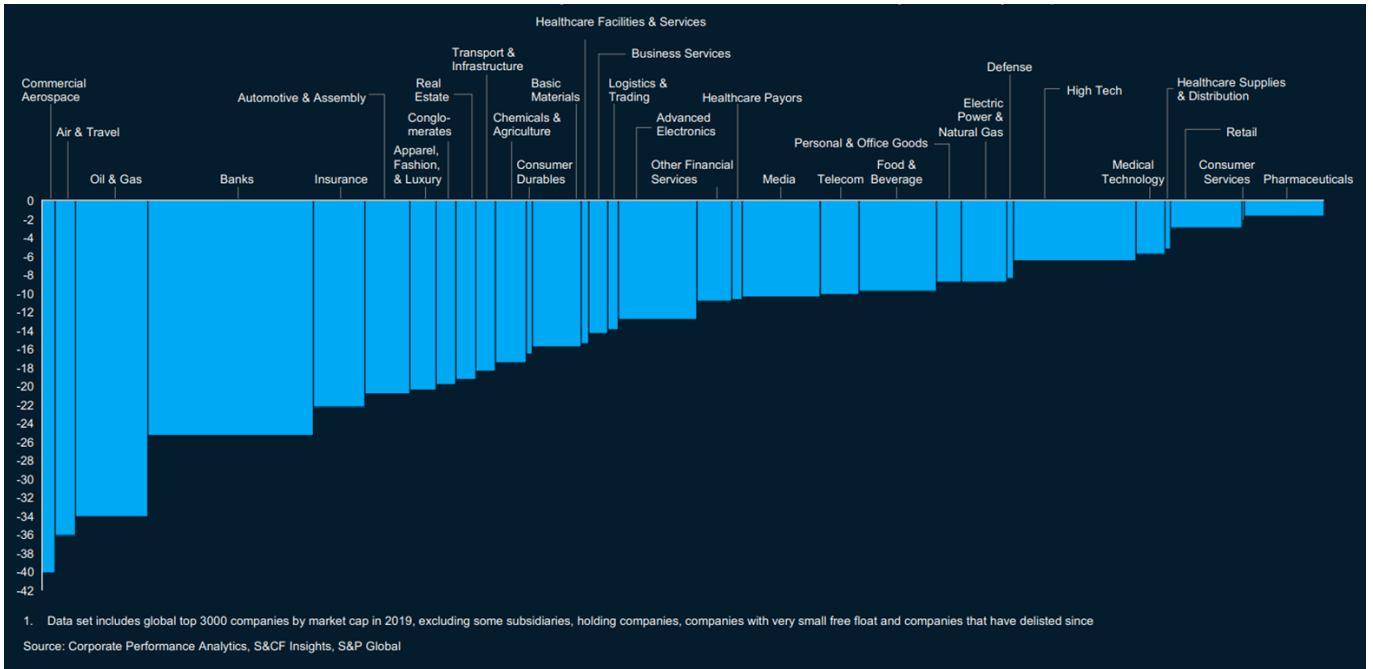 Healthcare Facilities & Services
Transport &
Infrastructure
Business Services
Defense
Commercial
Aerospace
Automotive & Assembly
Real
Estate
Basic
Materials
Logistics &
Trading
Healthcare Payors
High Tech
Healthcare Supplies
& Distribution
Air & Travel
Conglo-
merates
Chemicals &
Agriculture
Advanced
Electronics
Electric
Power &
Natural Gas
Retail
Personal & Office Goods
Oil & Gas
Banks
Insurance
Apparel,
Fashion,
& Luxury
Consumer
Durables
Other Financial
Services
Media
Telecom
Food &
Beverage
Medical
Technology
Consumer
Services
Pharmaceuticals
0
-2
-4
-6
-8
-10
-12
-14
-16
-18
-20
-22
-24
-26
-28
-30
-32
-34
-36
-38
-40
-42
1. Data set includes global top 3000 companies by market cap in 2019, excluding some subsidiaries, holding companies, companies with very small free float and companies that have delisted since
Source: Corporate Performance Analytics, S&CF Insights, S&P Global